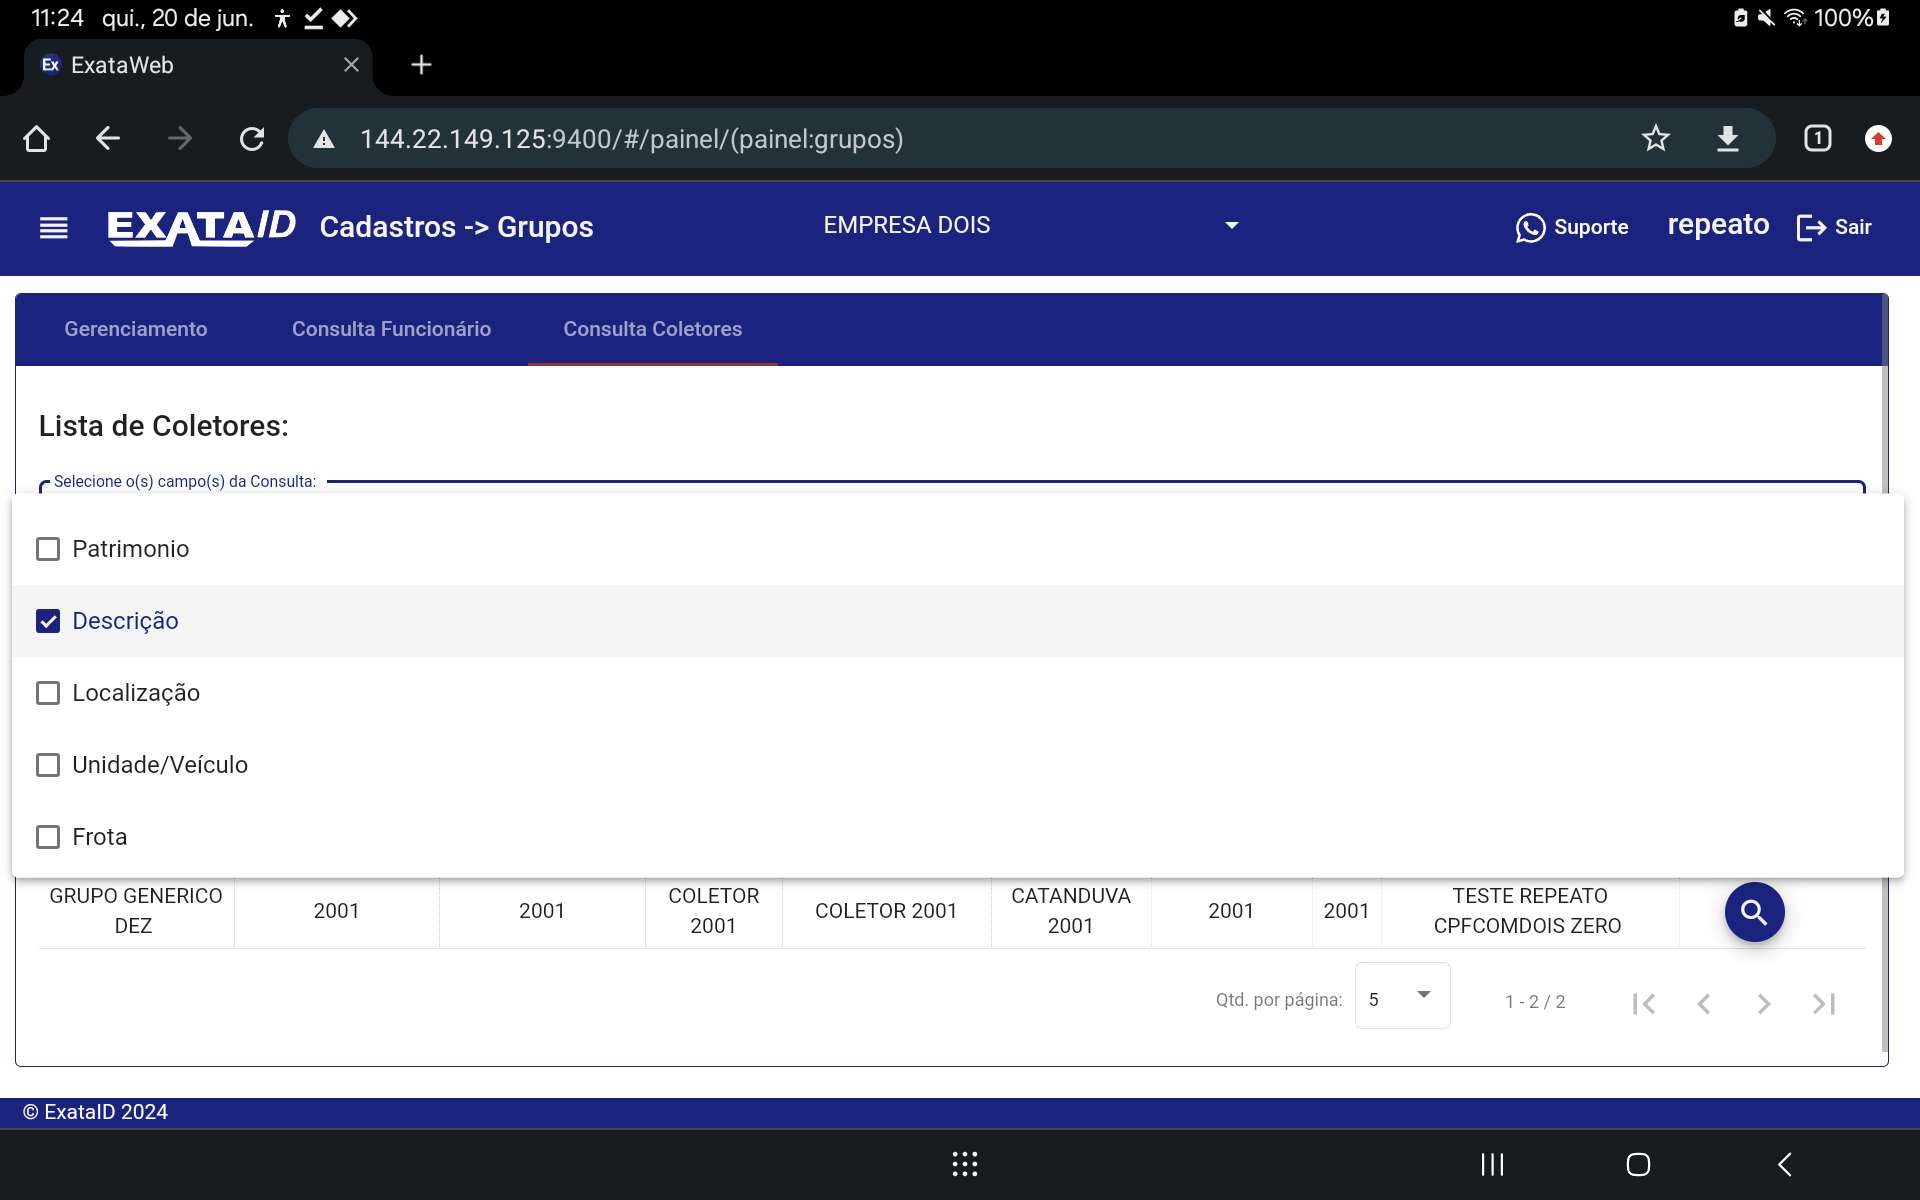 11:24 qui., 20 de jun. 100%
Ex ExataWeb
144.22.149.125:9400/#/painel/(painel:grupos) 1
EXATAID Cadastros -> Grupos EMPRESA DOIS Suporte repeato Sair
Gerenciamento Consulta Funcionário Consulta Coletores
Lista de Coletores:
Selecione o(s) campo(s) da Consulta:
Patrimonio
Descrição
Localização
Unidade/Veículo
Frota
GRUPO GENERICO DEZ 2001 2001 COLETOR 2001 COLETOR 2001 CATANDUVA 2001 2001 2001 TESTE REPEATO CPFCOMDOIS ZERO
Qtd. por página: 5 1 - 2 / 2
© ExataID 2024